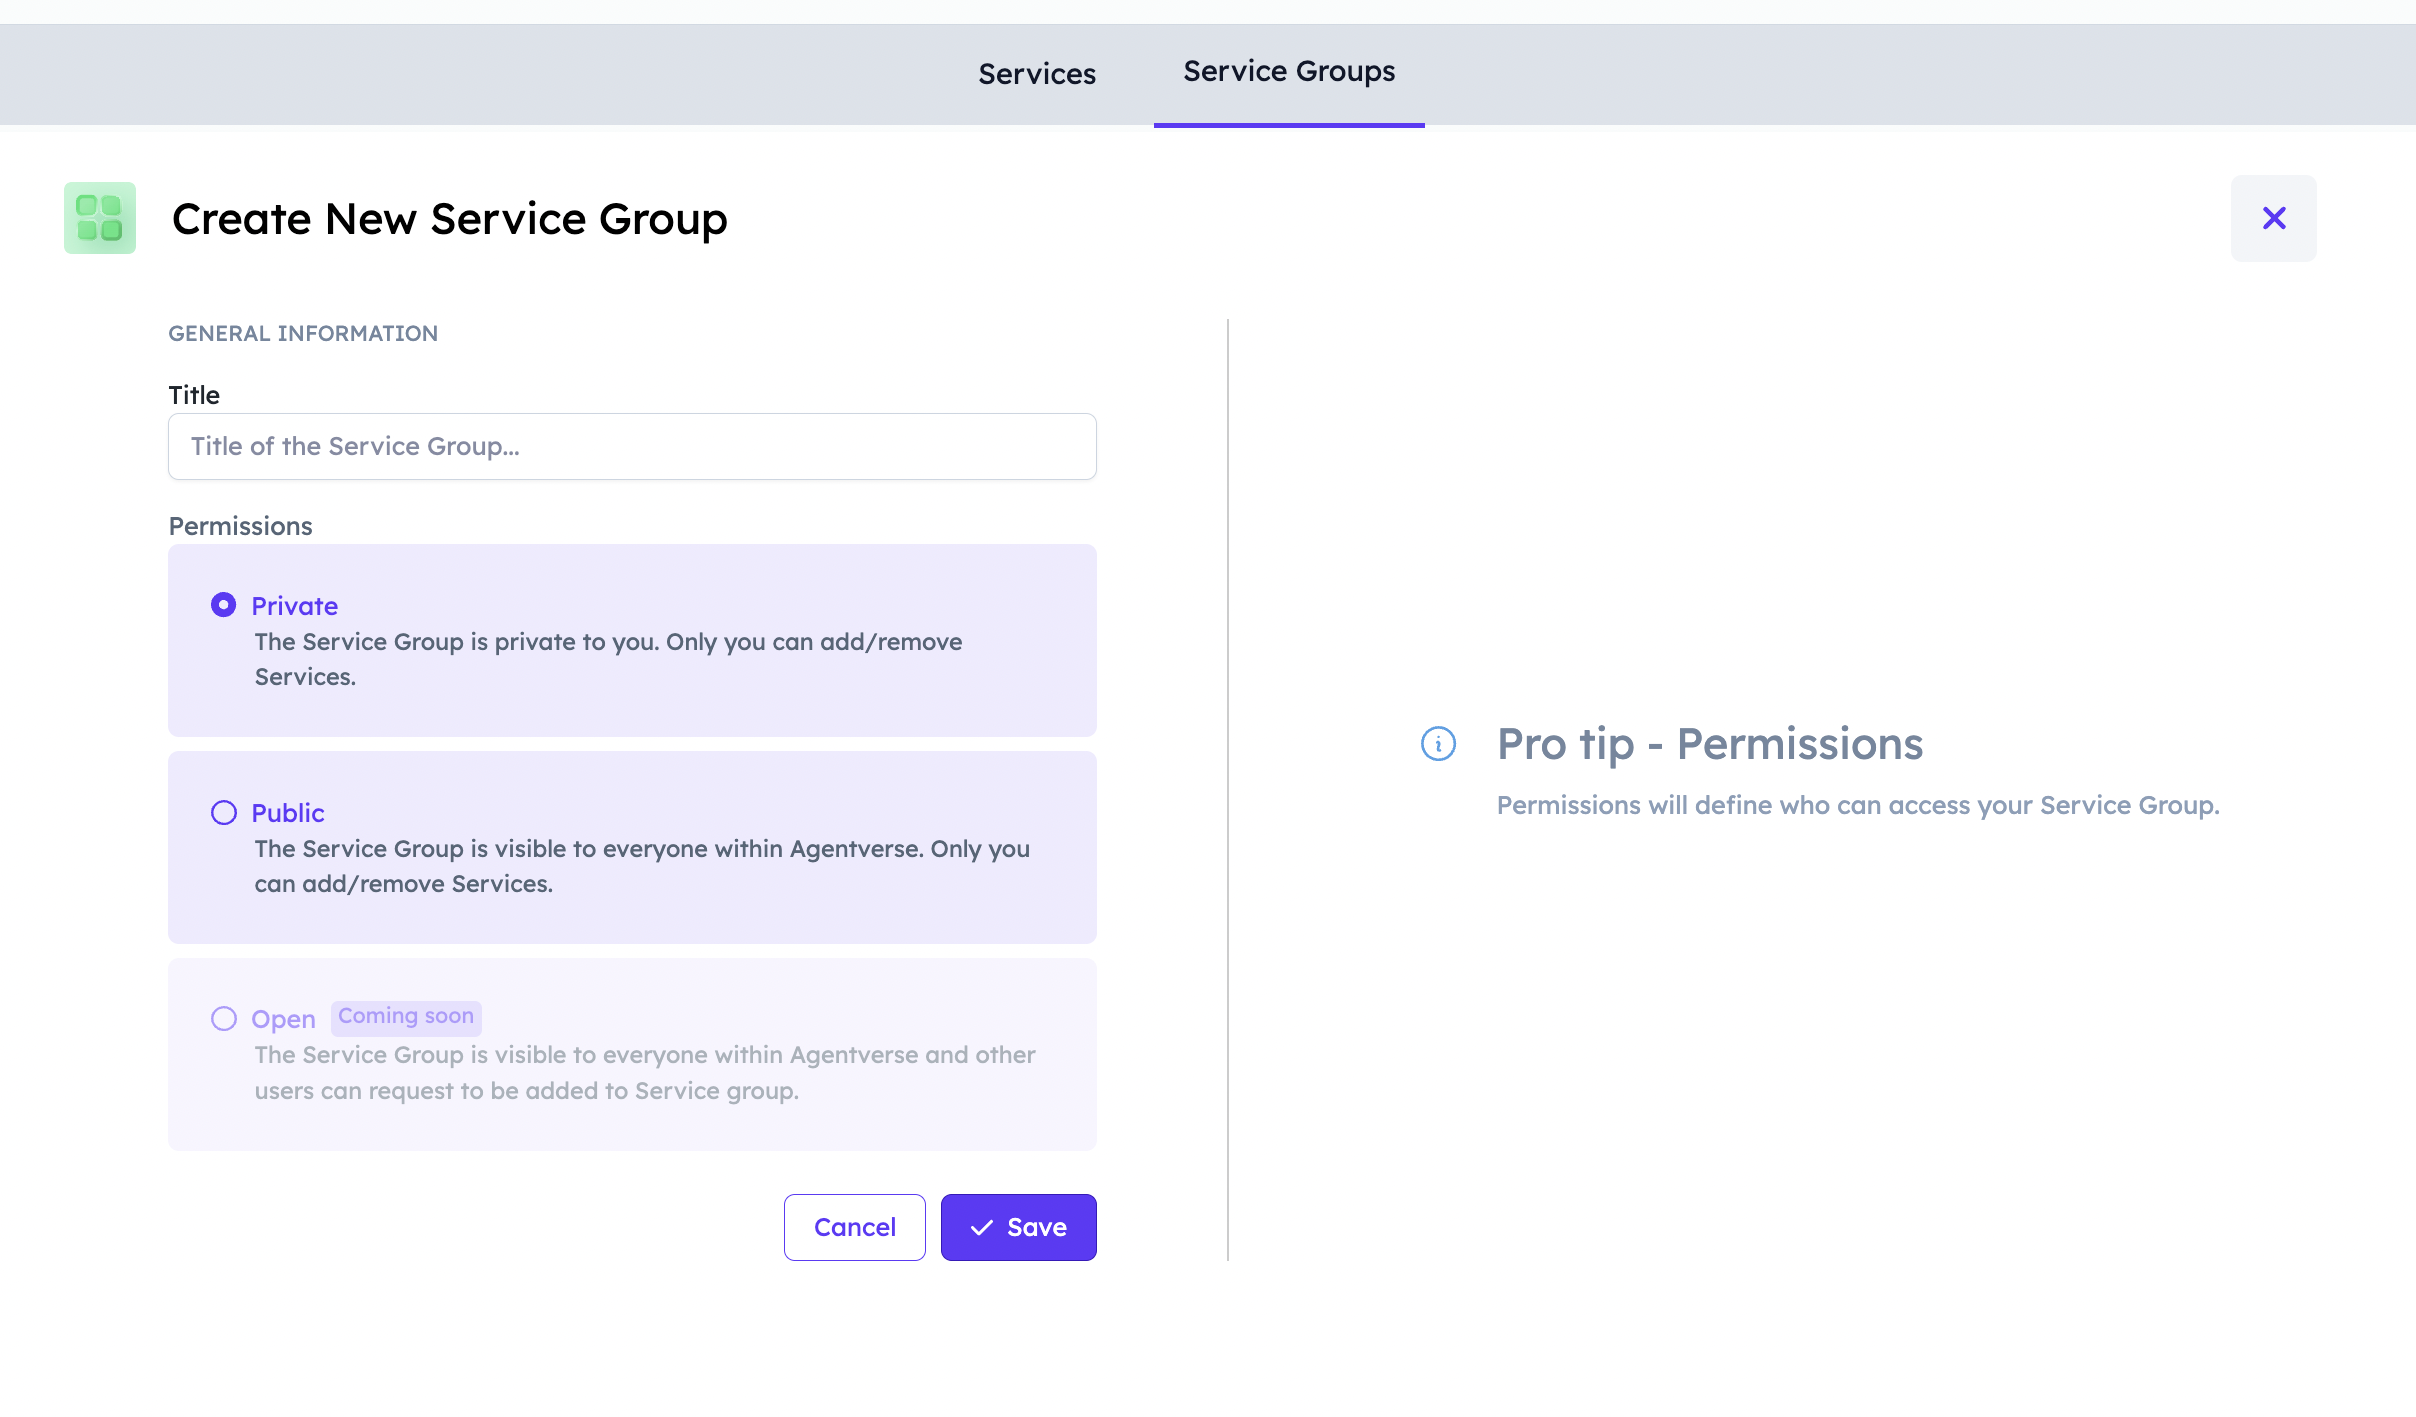 Services
Service Groups
Create New Service Group
GENERAL INFORMATION
Title
Title of the Service Group...
Permissions
Private
The Service Group is private to you. Only you can add/remove
Services.
Public
The Service Group is visible to everyone within Agentverse. Only you
can add/remove Services.
Open Coming soon
The Service Group is visible to everyone within Agentverse and other
users can request to be added to Service group.
Cancel
Save
Pro tip - Permissions
Permissions will define who can access your Service Group.